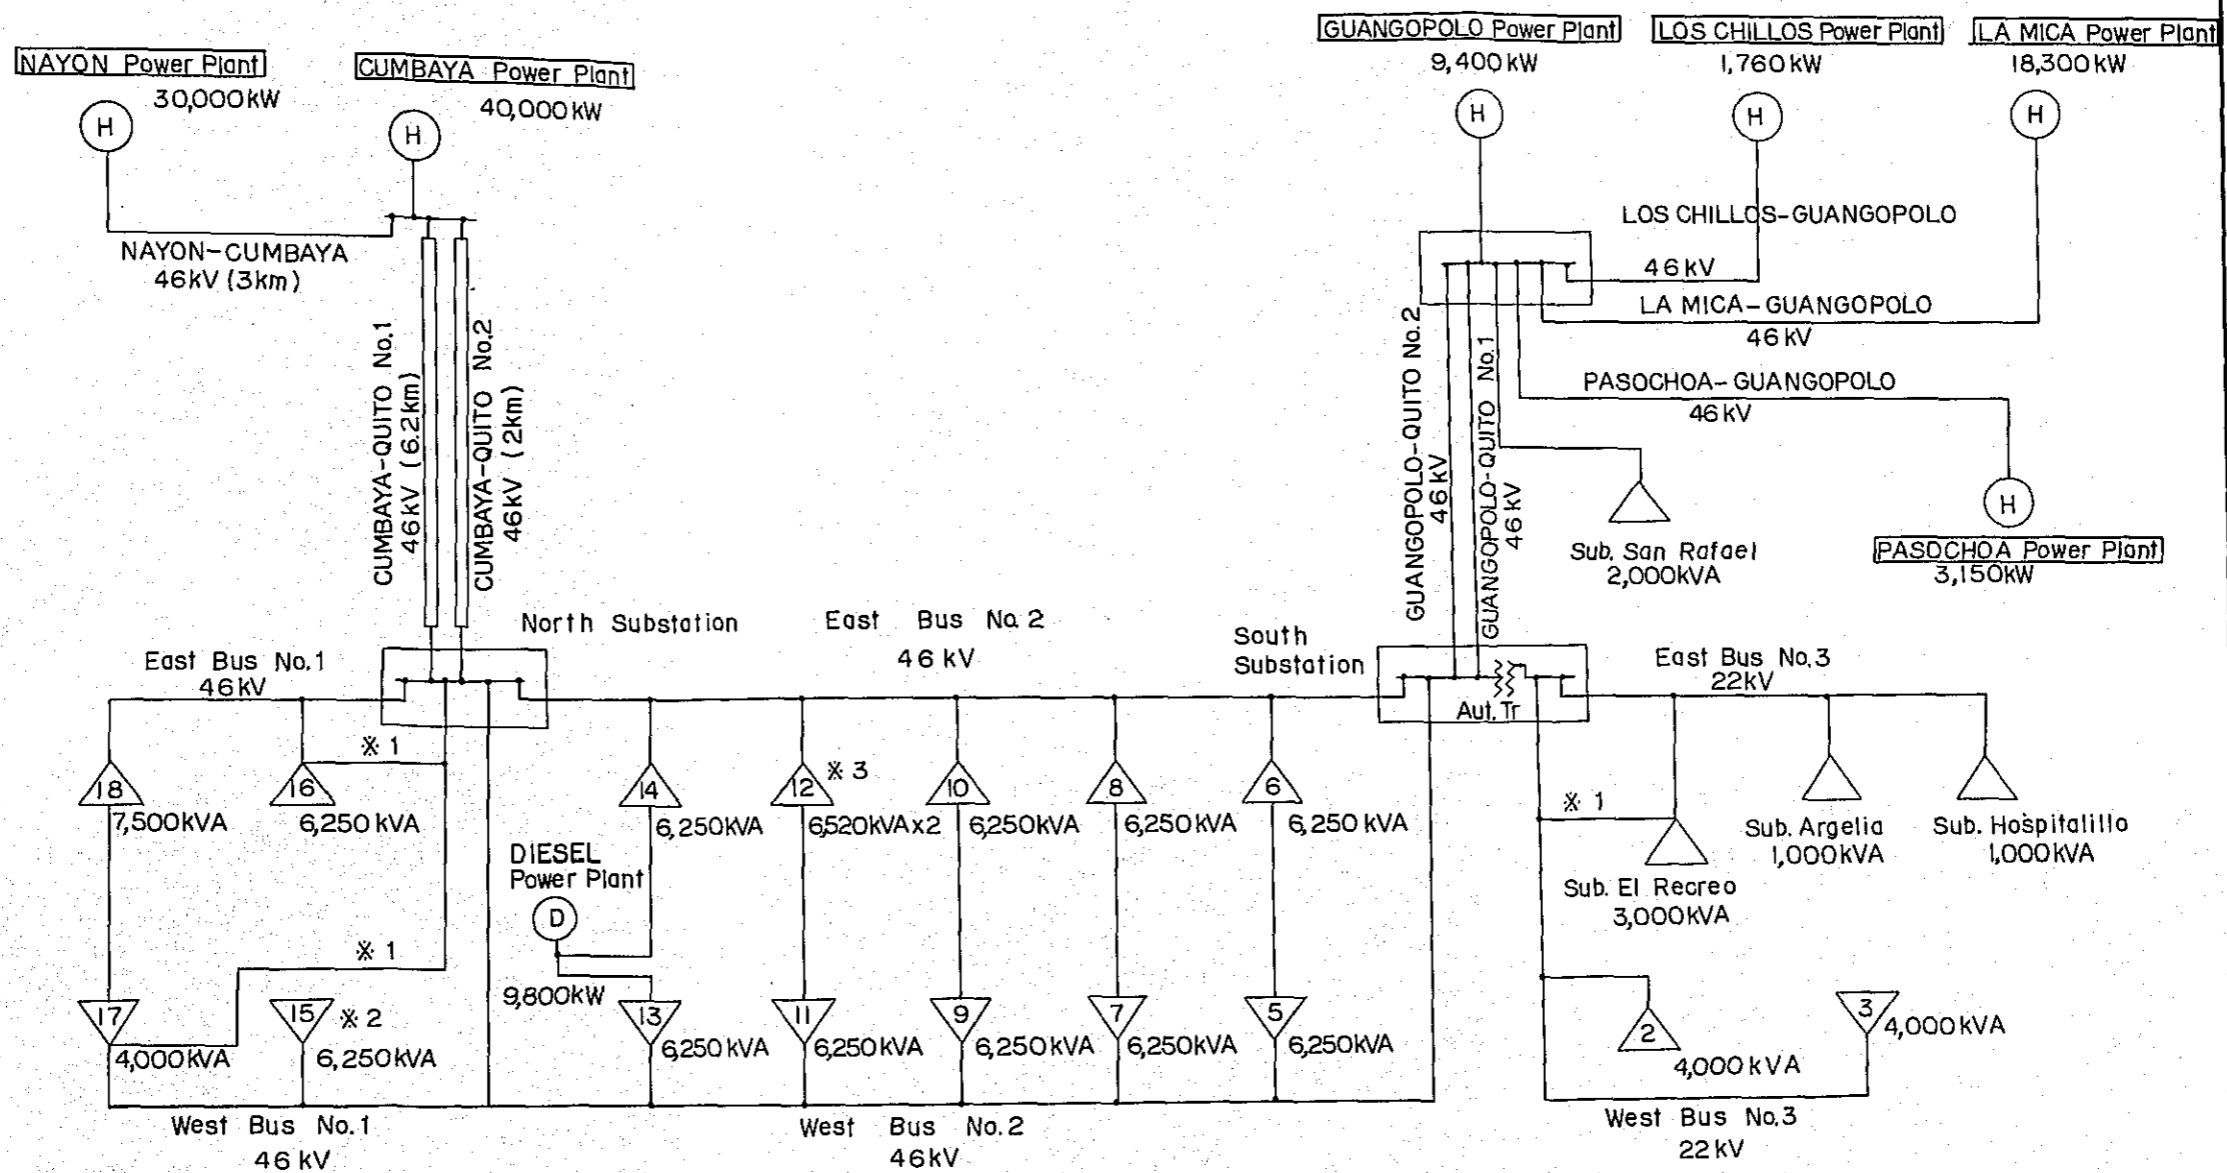 NAYON Power Plant
30,000kW
H
CUMBAYA Power Plant
40,000kW
H
GUANGOPOLO Power Plant
9,400kW
H
LOS CHILLOS Power Plant
1,760kW
H
LA MICA Power Plant
18,300kW
H
NAYON-CUMBAYA
46kV (3km)
CUMBAYA-QUITO No.1
46kV (6.2km)
CUMBAYA-QUITO No.2
46kV (2km)
LOS CHILLOS-GUANGOPOLO
46kV
LA MICA-GUANGOPOLO
46kV
PASOCHOA-GUANGOPOLO
46kV
GUANGOPOLO-QUITO No.2
46kV
GUANGOPOLO-QUITO No.1
46kV
Sub. San Rafael
2,000kVA
H
PASOCHOA Power Plant
3,150kW
North Substation
East Bus No.1
46kV
East Bus No.2
46kV
South
Substation
Aut.Tr
East Bus No.3
22kV
※1
18
7,500kVA
16
6,250kVA
14
6,250kVA
12
※3
6,520kVAx2
10
6,250kVA
8
6,250kVA
6
6,250kVA
※1
Sub. El Recreo
3,000kVA
Sub. Argelia
1,000kVA
Sub. Hospitalillo
1,000kVA
DIESEL
Power Plant
D
9,800kW
※1
17
4,000kVA
15
※2
6,250kVA
13
6,250kVA
11
6,250kVA
9
6,250kVA
7
6,250kVA
5
6,250kVA
2
4,000kVA
3
4,000kVA
West Bus No.1
46kV
West Bus No.2
46kV
West Bus No.3
22kV